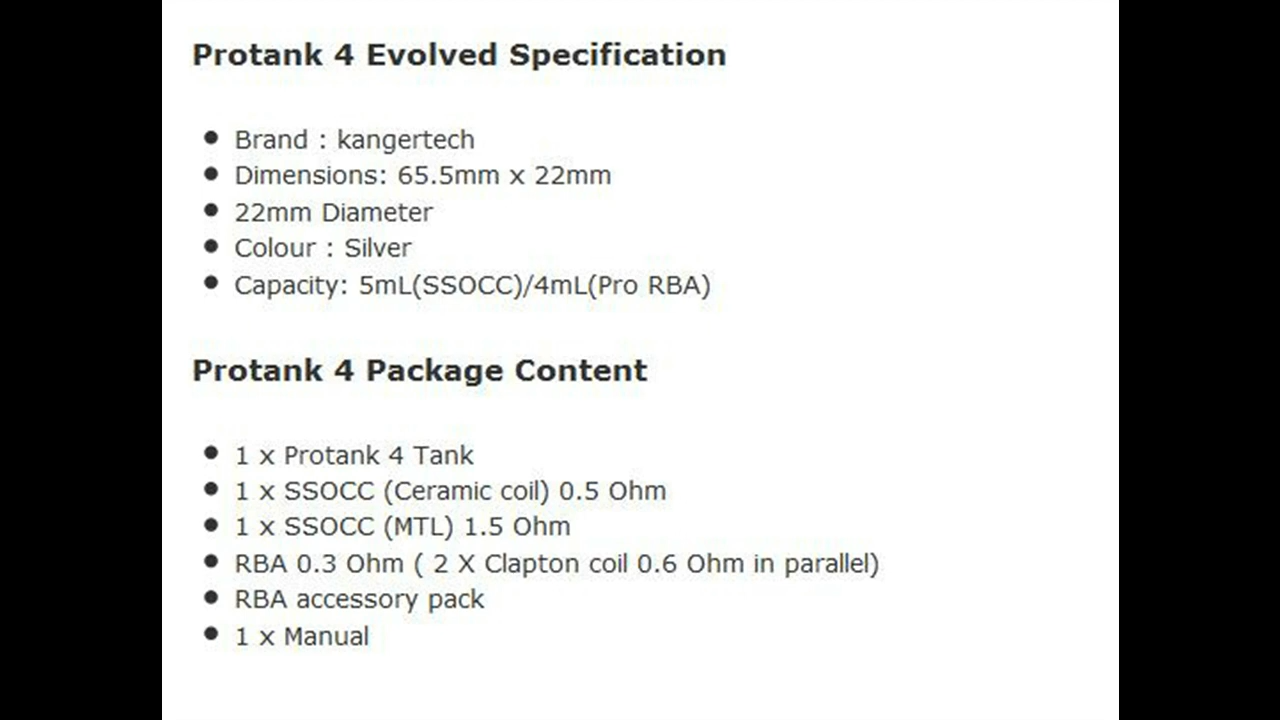 Protank 4 Evolved Specification
Brand : kangertech
Dimensions: 65.5mm x 22mm
22mm Diameter
Colour : Silver
Capacity: 5mL(SSOCC)/4mL(Pro RBA)
Protank 4 Package Content
1 x Protank 4 Tank
1 x SSOCC (Ceramic coil) 0.5 Ohm
1 x SSOCC (MTL) 1.5 Ohm
RBA 0.3 Ohm ( 2 X Clapton coil 0.6 Ohm in parallel)
RBA accessory pack
1 x Manual